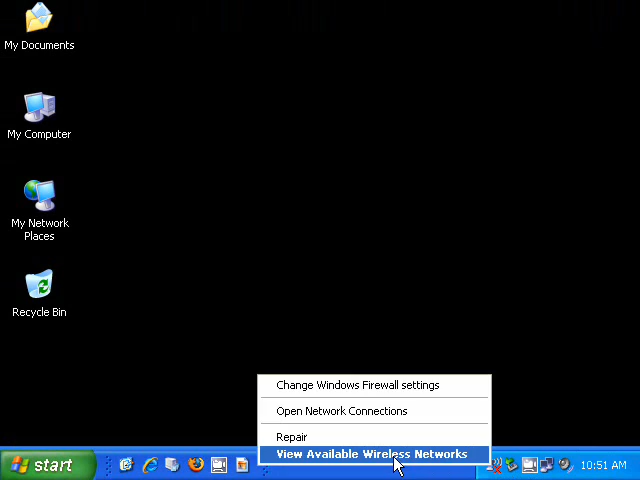 My Documents
My Computer
My Network
Places
Recycle Bin
Change Windows Firewall settings
Open Network Connections
Repair
View Available Wireless Networks
start
10:51 AM